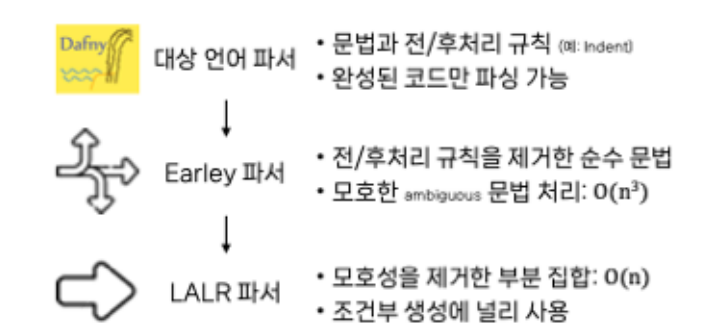 Dafny
대상 언어 파서
• 문법과 전/후처리 규칙 (예: Indent)
• 완성된 코드만 파싱 가능
Earley 파서
• 전/후처리 규칙을 제거한 순수 문법
• 모호한 ambiguous 문법 처리: O(n³)
LALR 파서
• 모호성을 제거한 부분 집합: O(n)
• 조건부 생성에 널리 사용